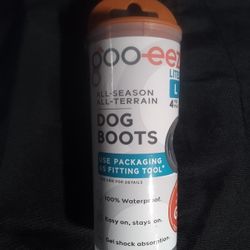 goo-eez
LITE
L
4
ALL-SEASON
ALL-TERRAIN
DOG
BOOTS
USE PACKAGING
AS FITTING TOOL*
100% Waterproof.
Easy on, stays on.
Gel shock absorption.